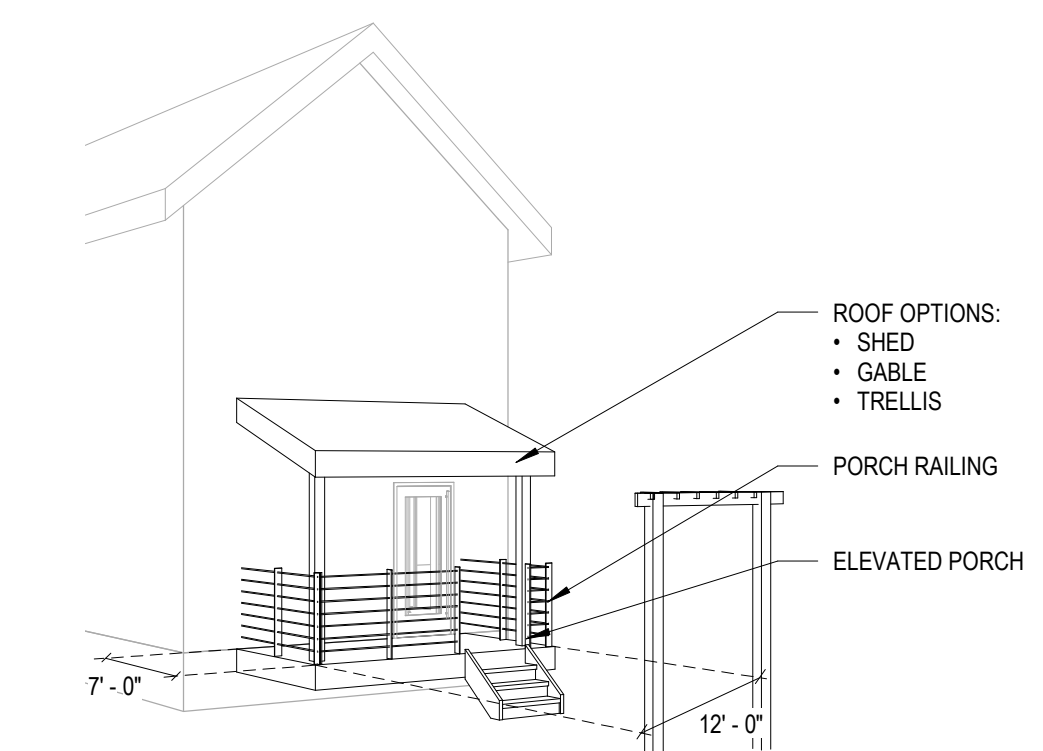 ROOF OPTIONS:
• SHED
• GABLE
• TRELLIS
PORCH RAILING
ELEVATED PORCH
7' - 0"
12' - 0"